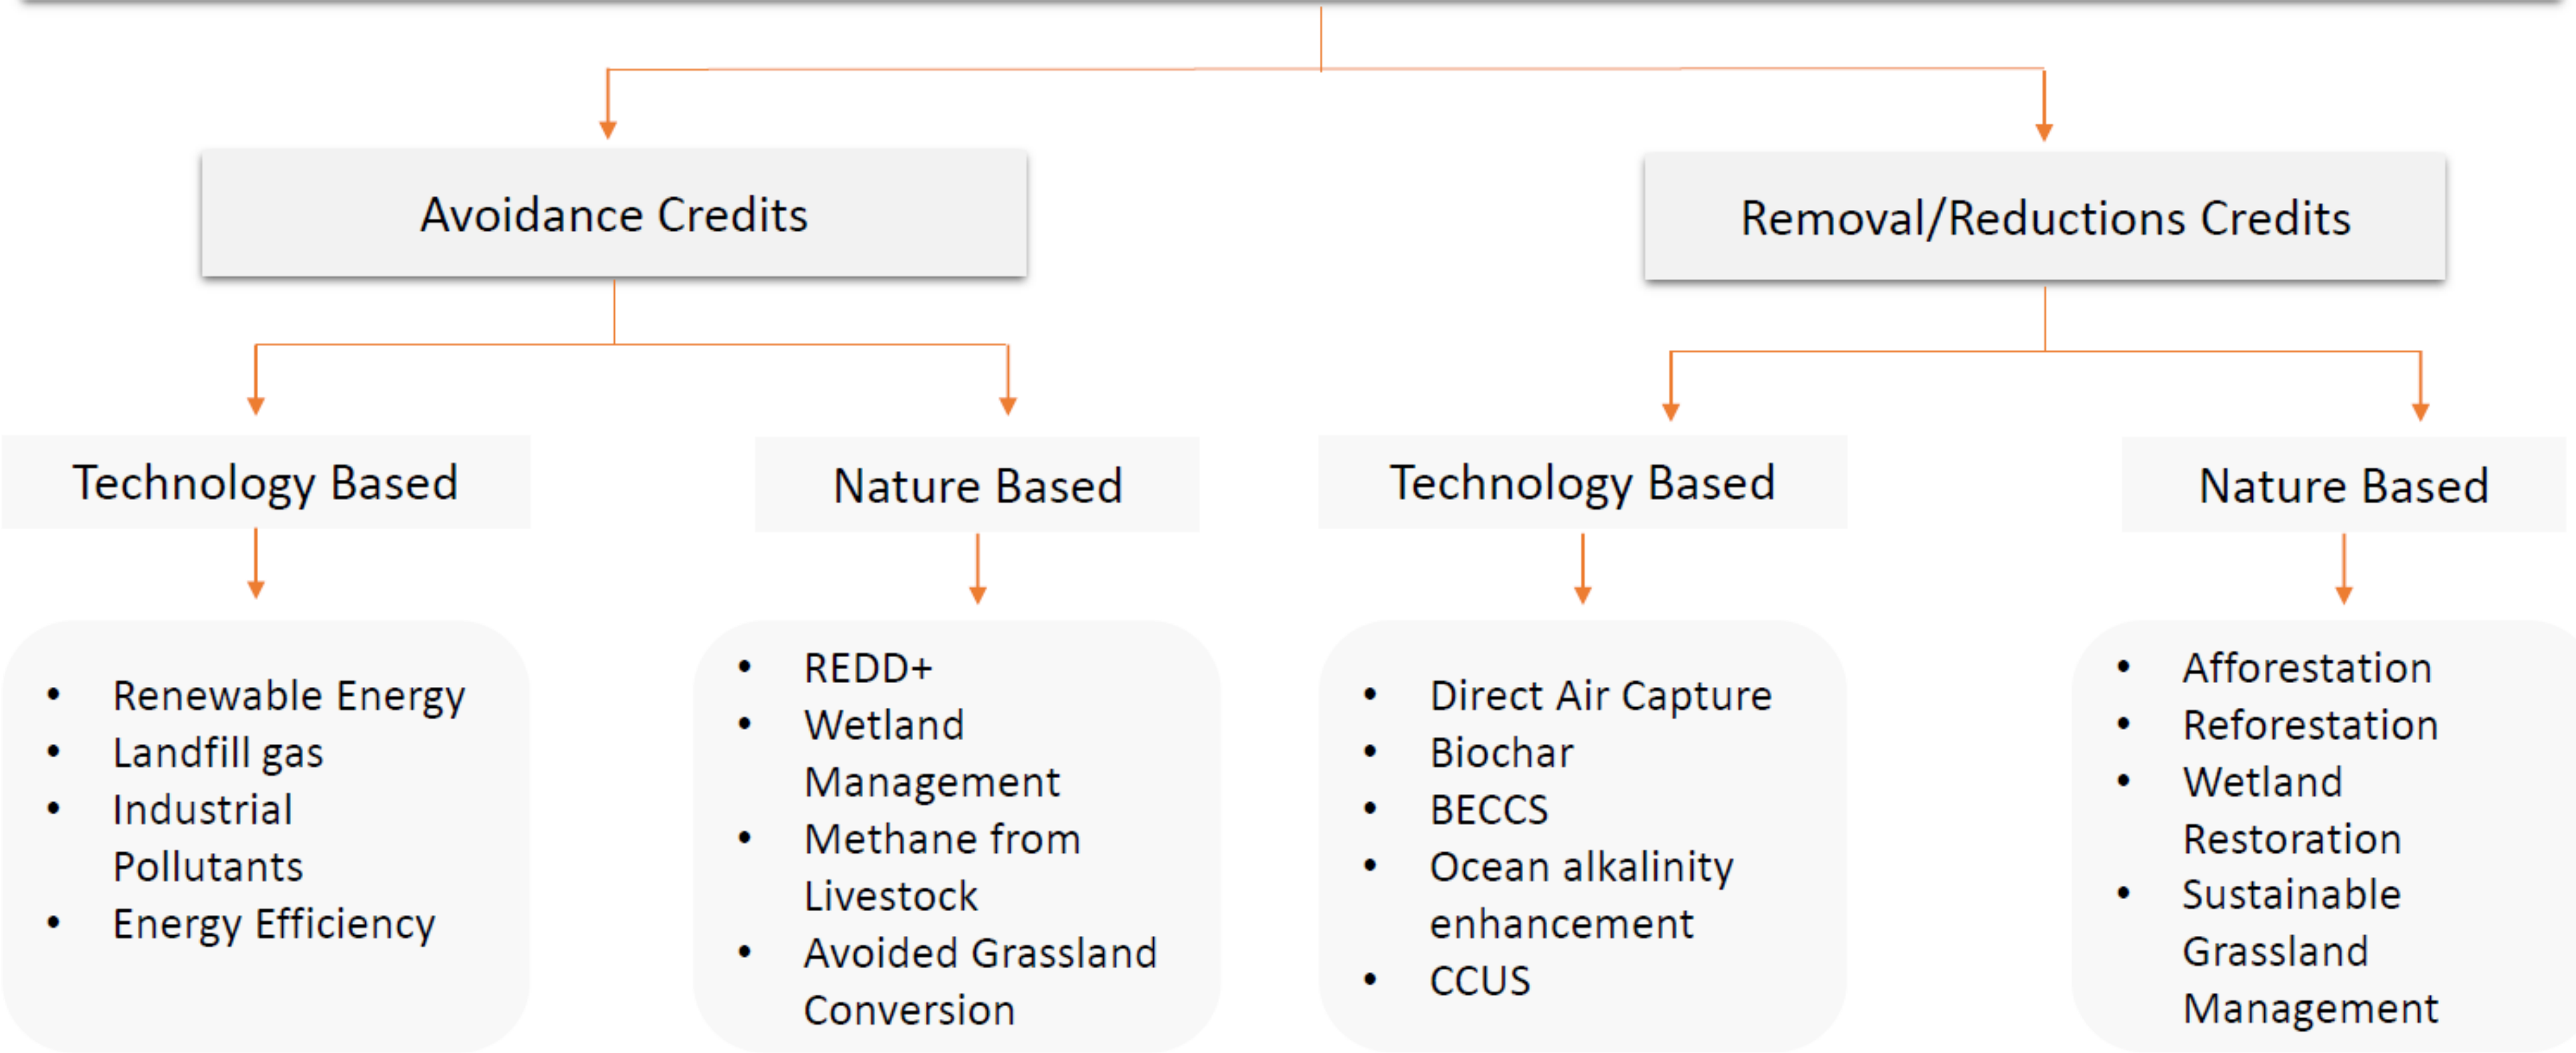 Avoidance Credits
Removal/Reductions Credits
Technology Based
Nature Based
Technology Based
Nature Based
• Renewable Energy
• Landfill gas
• Industrial
Pollutants
• Energy Efficiency
• REDD+
• Wetland
Management
• Methane from
Livestock
• Avoided Grassland
Conversion
• Direct Air Capture
• Biochar
• BECCS
• Ocean alkalinity
enhancement
• CCUS
• Afforestation
• Reforestation
• Wetland
Restoration
• Sustainable
Grassland
Management